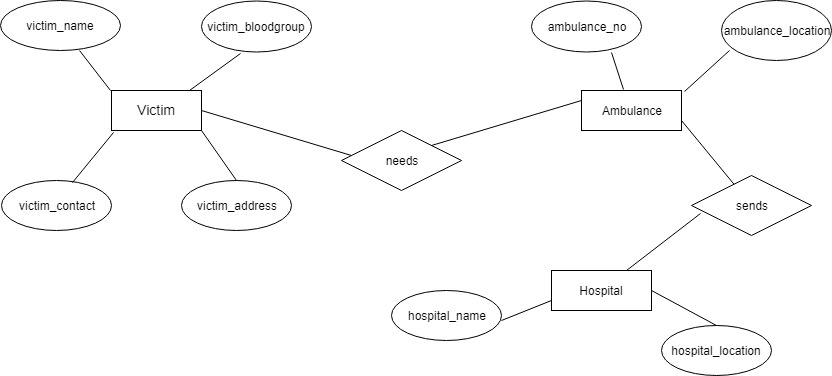 victim_name
victim_bloodgroup
ambulance_no
ambulance_location
Victim
Ambulance
needs
victim_contact
victim_address
sends
Hospital
hospital_name
hospital_location